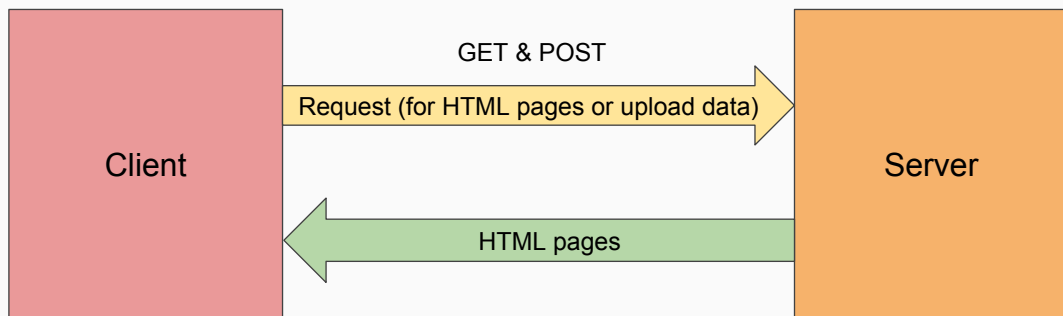 GET & POST
Request (for HTML pages or upload data)
Client
Server
HTML pages